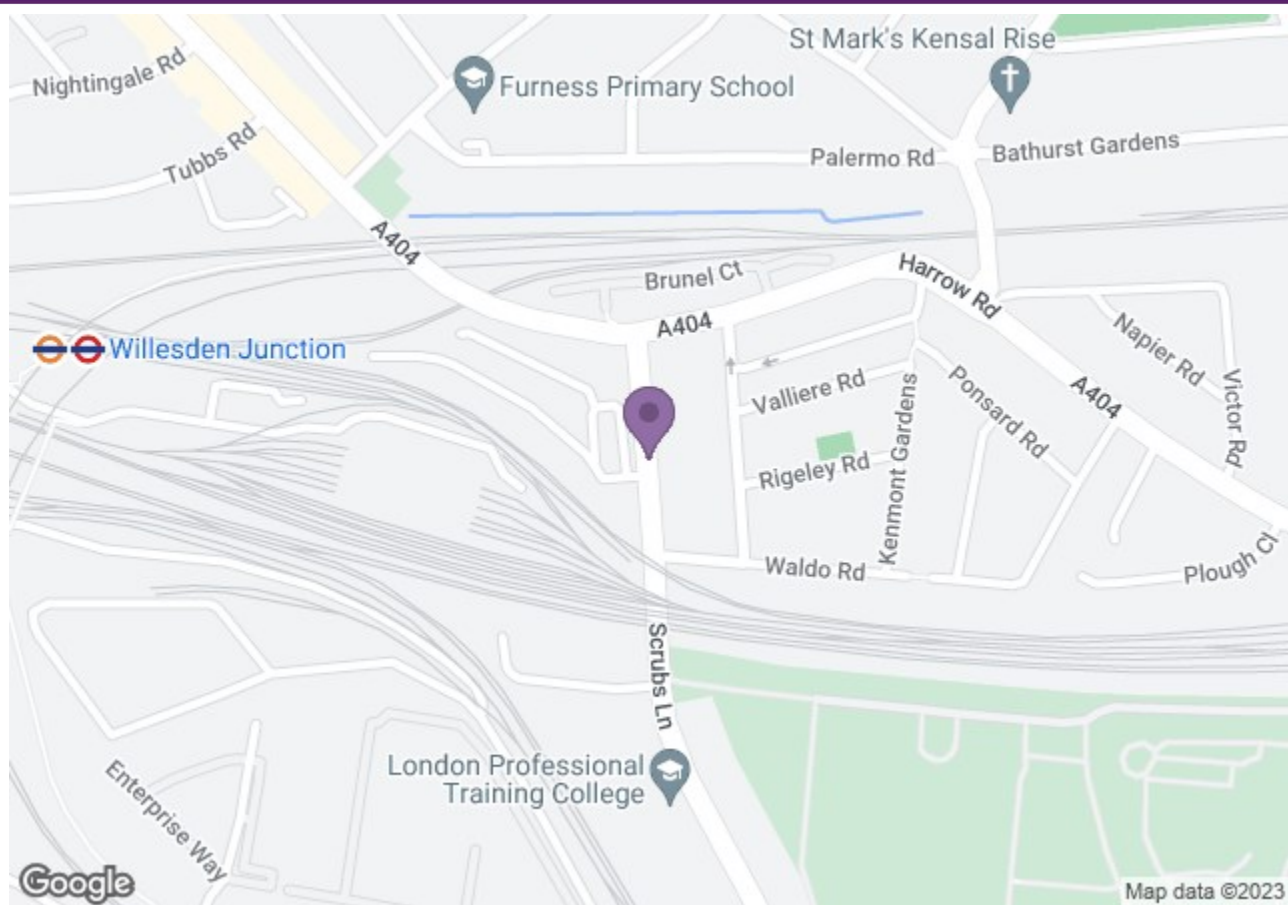 St Mark's Kensal Rise
Nightingale Rd
Furness Primary School
Tubbs Rd
Palermo Rd
Bathurst Gardens
A404
Brunel Ct
Harrow Rd
A404
Willesden Junction
Napier Rd
Valliere Rd
Ponsard Rd
A404
Victor Rd
Rigeley Rd
Kenmont Gardens
Waldo Rd
Plough Cl
Scrubs Ln
London Professional
Training College
Enterprise Way
Google
Map data ©2023